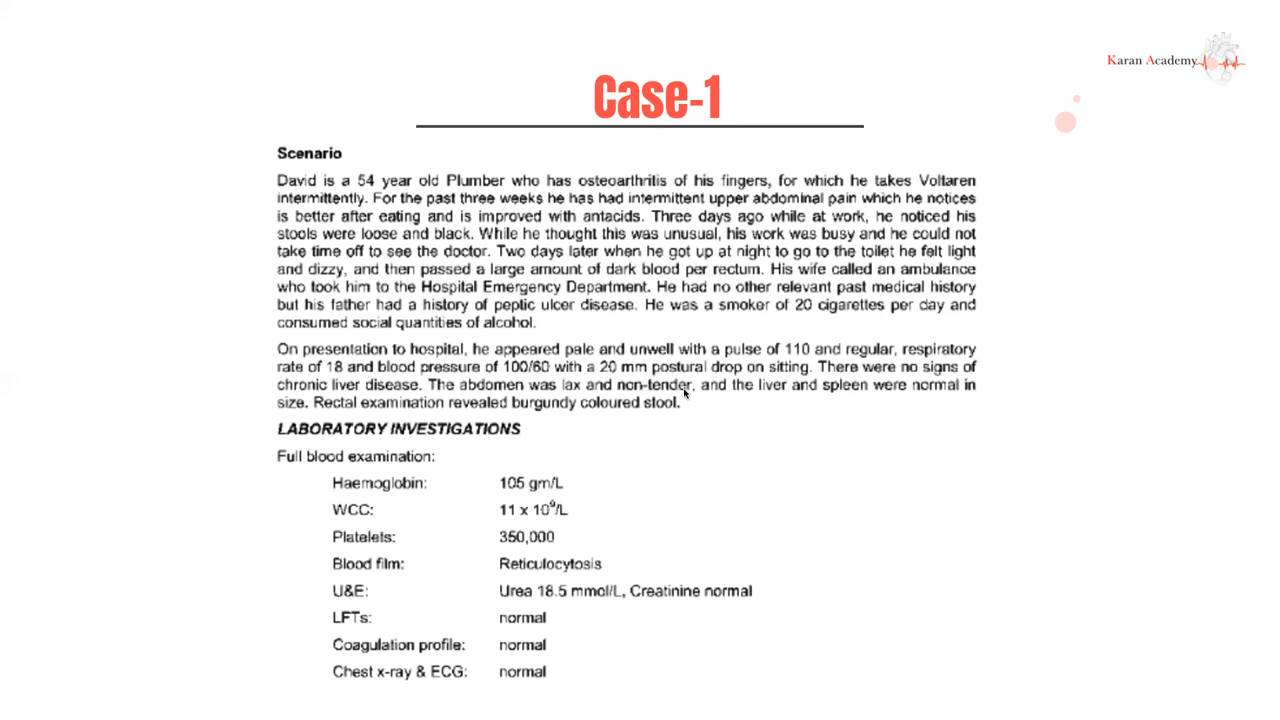 Karan Academy
Case-1
Scenario
David is a 54 year old Plumber who has osteoarthritis of his fingers, for which he takes Voltaren
intermittently. For the past three weeks he has had intermittent upper abdominal pain which he notices
is better after eating and is improved with antacids. Three days ago while at work, he noticed his
stools were loose and black. While he thought this was unusual, his work was busy and he could not
take time off to see the doctor. Two days later when he got up at night to go to the toilet he felt light
and dizzy, and then passed a large amount of dark blood per rectum. His wife called an ambulance
who took him to the Hospital Emergency Department. He had no other relevant past medical history
but his father had a history of peptic ulcer disease. He was a smoker of 20 cigarettes per day and
consumed social quantities of alcohol.
On presentation to hospital, he appeared pale and unwell with a pulse of 110 and regular, respiratory
rate of 18 and blood pressure of 100/60 with a 20 mm postural drop on sitting. There were no signs of
chronic liver disease. The abdomen was lax and non-tender, and the liver and spleen were normal in
size. Rectal examination revealed burgundy coloured stool.
LABORATORY INVESTIGATIONS
Full blood examination:
Haemoglobin: 105 gm/L
WCC: 11 x 10⁹/L
Platelets: 350,000
Blood film: Reticulocytosis
U&E: Urea 18.5 mmol/L, Creatinine normal
LFTs: normal
Coagulation profile: normal
Chest x-ray & ECG: normal